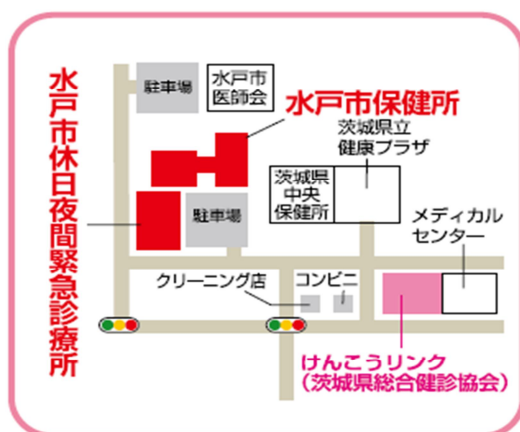 駐車場
水戸市
医師会
水戸市保健所
茨城県立
健康プラザ
水戸市休日夜間緊急診療所
茨城県
中央
保健所
駐車場
メディカル
センター
クリーニング店
コンビニ
けんこうリンク
(茨城県総合健診協会)